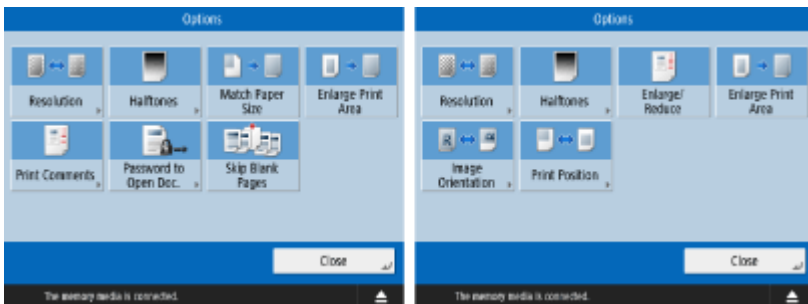 Options
Resolution
Halftones
Match Paper
Size
Enlarge Print
Area
Print Comments
Password to
Open Doc.
Skip Blank
Pages
Close
The memory media is connected.
Options
Resolution
Halftones
Enlarge/
Reduce
Enlarge Print
Area
Image
Orientation
Print Position
Close
The memory media is connected.